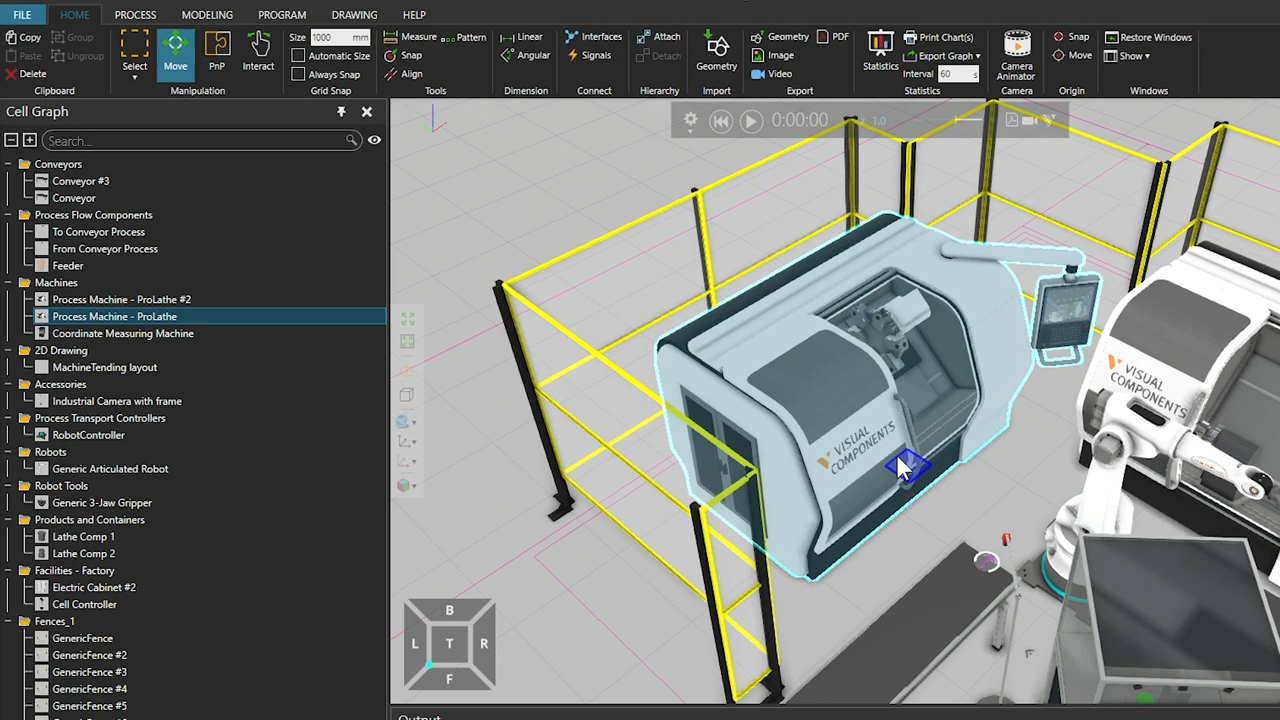 FILE HOME PROCESS MODELING PROGRAM DRAWING HELP
Copy Group Size 1000 mm Measure Pattern Linear Interfaces Attach Geometry PDF Print Chart(s) Snap Restore Windows
Paste Ungroup Automatic Size Snap Angular Signals Detach Image Export Graph Move Show
Delete Select Move PnP Interact Always Snap Align Geometry Video Statistics Interval 60 s Camera Animator
Clipboard Manipulation Grid Snap Tools Dimension Connect Hierarchy Import Export Statistics Camera Origin Windows
Cell Graph
0:00:00 x 1.0
Search...
Conveyors
Conveyor #3
Conveyor
Process Flow Components
To Conveyor Process
From Conveyor Process
Feeder
Machines
Process Machine - ProLathe #2
Process Machine - ProLathe
Coordinate Measuring Machine
2D Drawing
MachineTending layout
Accessories
Industrial Camera with frame
Process Transport Controllers
RobotController
Robots
Generic Articulated Robot
Robot Tools
Generic 3-Jaw Gripper
Products and Containers
Lathe Comp 1
Lathe Comp 2
Facilities - Factory
Electric Cabinet #2
Cell Controller
Fences_1
GenericFence
GenericFence #2
GenericFence #3
GenericFence #4
GenericFence #5
VISUAL
COMPONENTS
VISUAL
COMPONENTS
B
L T R
F
Output